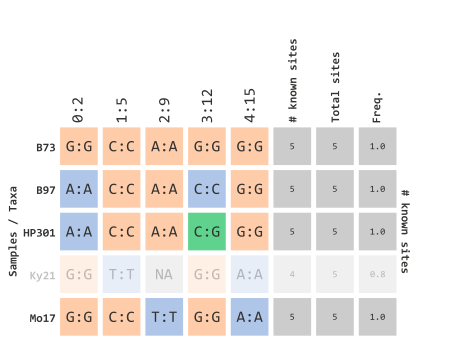 0:2 1:5 2:9 3:12 4:15 # known sites Total sites Freq.
B73 G:G C:C A:A G:G G:G 5 5 1.0
B97 A:A C:C A:A C:C G:G 5 5 1.0
HP301 A:A C:C A:A C:G G:G 5 5 1.0
Ky21 G:G T:T NA G:G A:A 4 5 0.8
Mo17 G:G C:C T:T G:G A:A 5 5 1.0
Samples / Taxa
# known sites